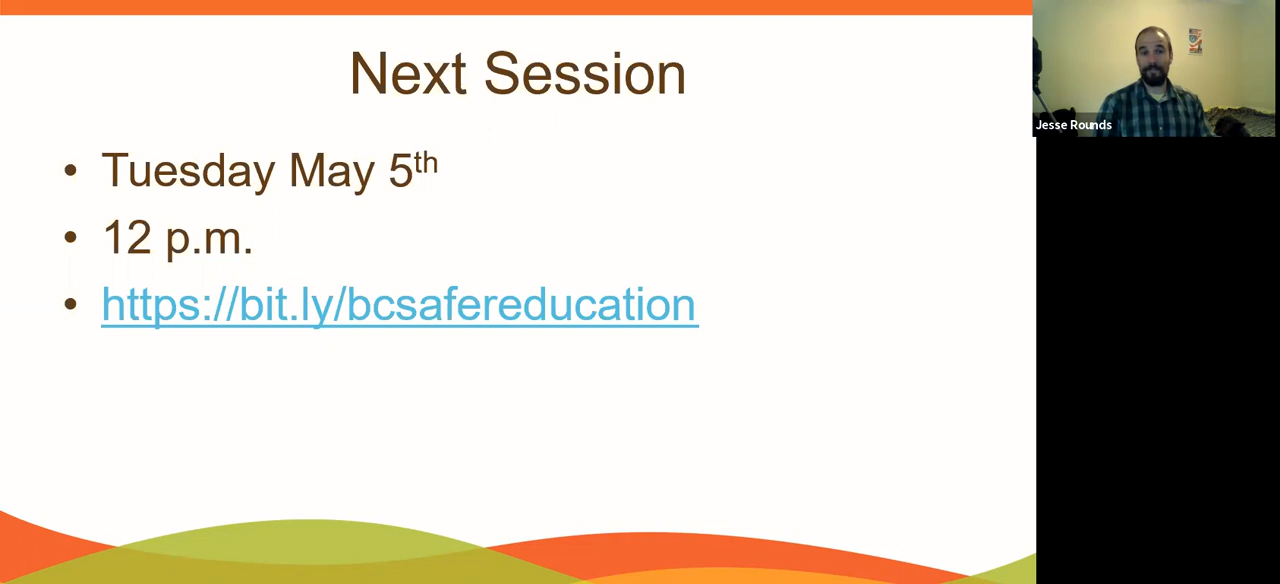 Next Session
• Tuesday May 5th
• 12 p.m.
• https://bit.ly/bcsafereducation
Jesse Rounds